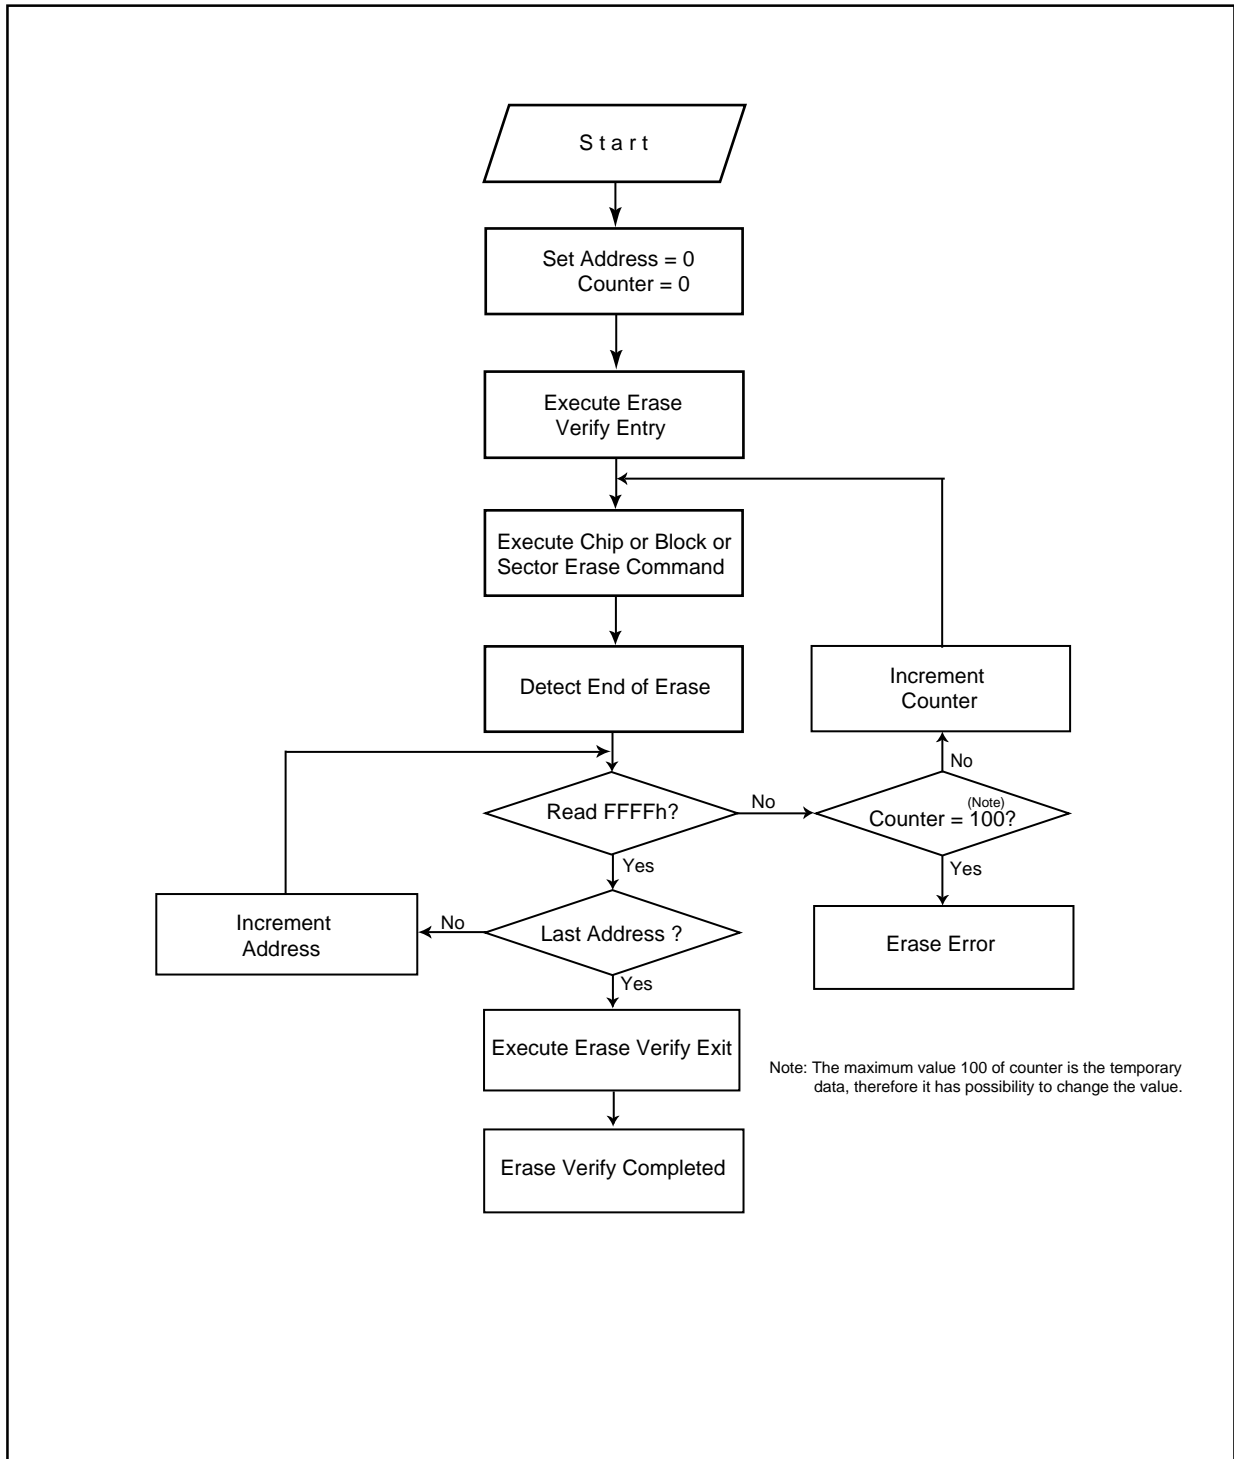 S t a r t
Set Address = 0
Counter = 0
Execute Erase
Verify Entry
Execute Chip or Block or
Sector Erase Command
Detect End of Erase
Increment
Counter
No
Read FFFFh?
No
(Note)
Counter = 100?
Yes
Yes
Increment
Address
No
Last Address ?
Erase Error
Yes
Execute Erase Verify Exit
Note: The maximum value 100 of counter is the temporary
data, therefore it has possibility to change the value.
Erase Verify Completed